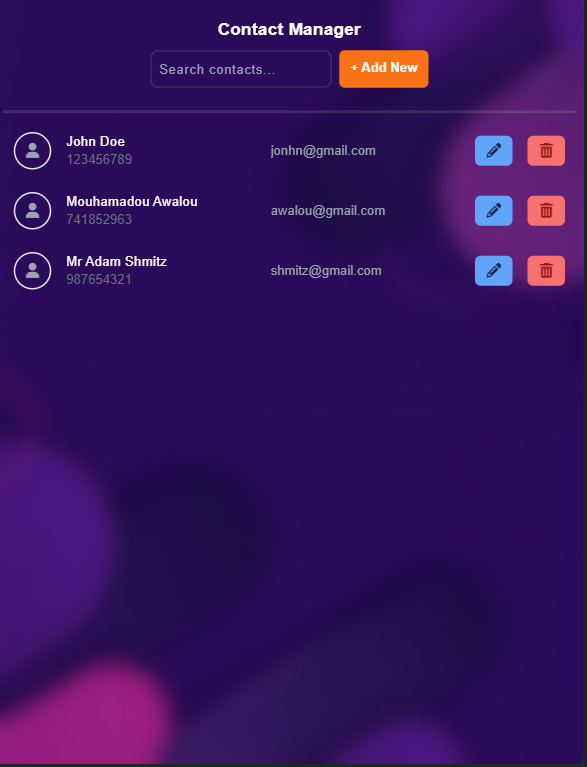 Contact Manager
Search contacts...
+ Add New
John Doe
123456789
jonhn@gmail.com
Mouhamadou Awalou
741852963
awalou@gmail.com
Mr Adam Shmitz
987654321
shmitz@gmail.com